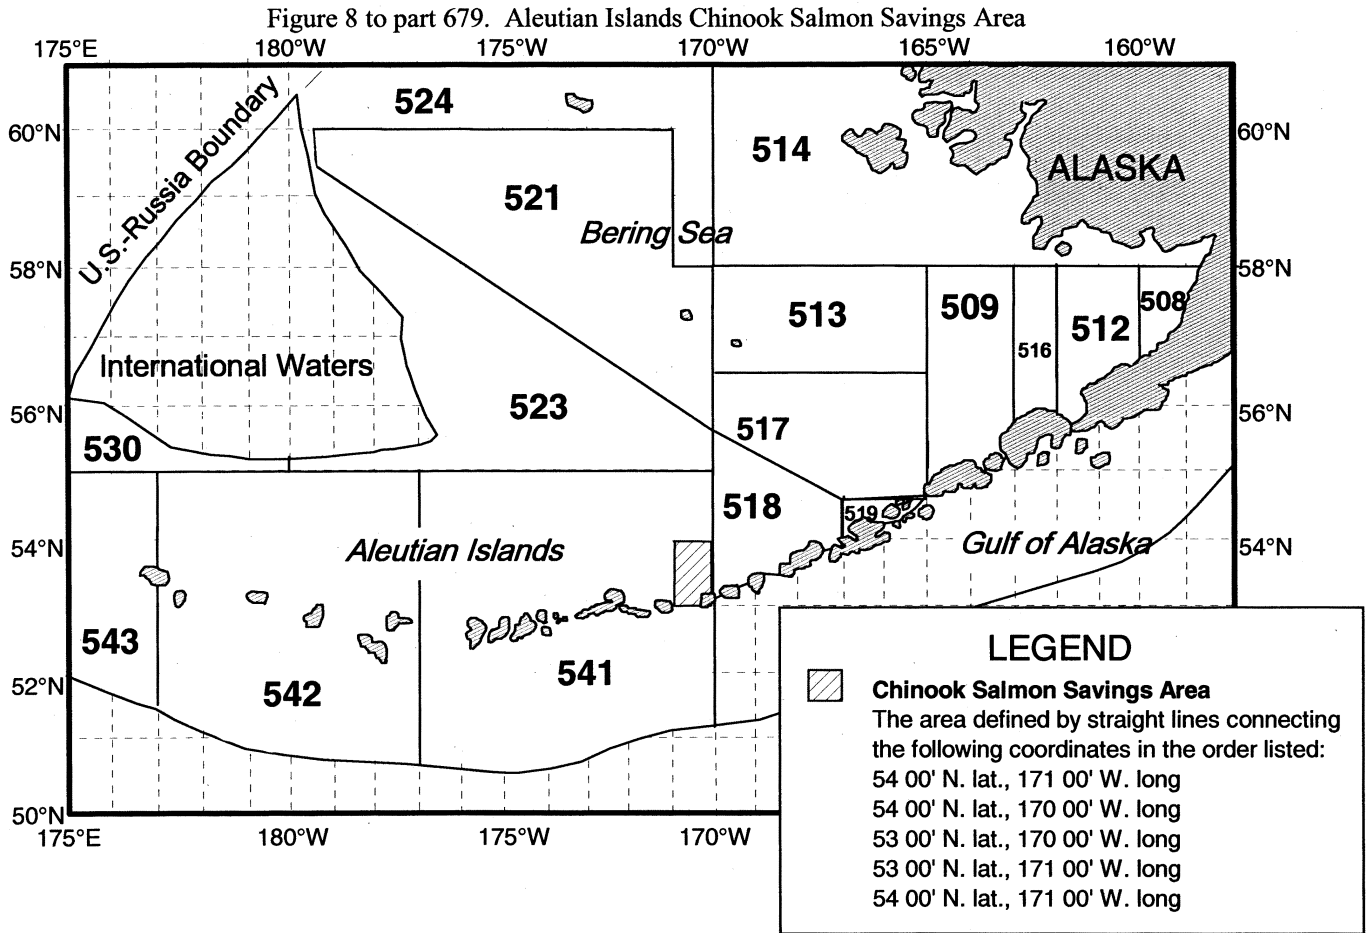 Figure 8 to part 679. Aleutian Islands Chinook Salmon Savings Area
175°E 180°W 175°W 170°W 165°W 160°W
524
U.S.-Russia Boundary
60°N 60°N
514
ALASKA
521
Bering Sea
58°N 58°N
508
509
513
512
516
International Waters
523
56°N 56°N
517
530
518
519
Aleutian Islands
Gulf of Alaska
54°N 54°N
543
541
542
52°N
50°N
175°E 180°W 175°W 170°W
LEGEND
Chinook Salmon Savings Area
The area defined by straight lines connecting
the following coordinates in the order listed:
54 00' N. lat., 171 00' W. long
54 00' N. lat., 170 00' W. long
53 00' N. lat., 170 00' W. long
53 00' N. lat., 171 00' W. long
54 00' N. lat., 171 00' W. long